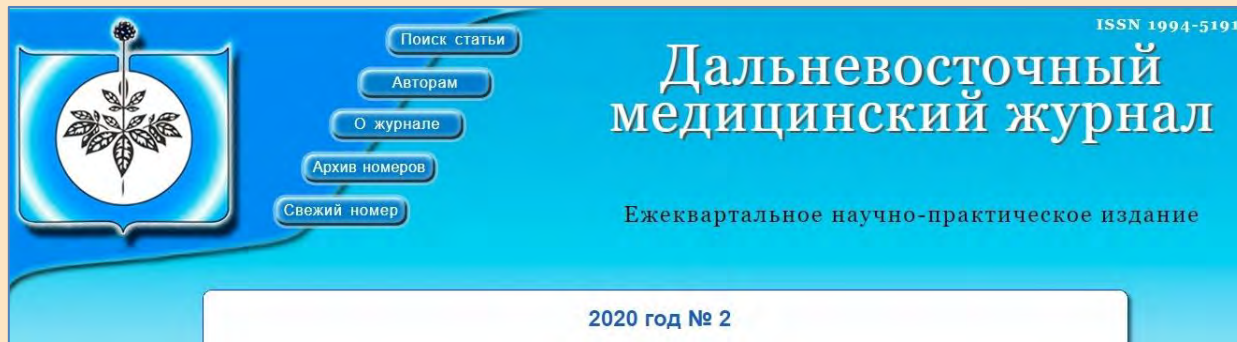 ISSN 1994-5191
Поиск статьи
Авторам
О журнале
Архив номеров
Свежий номер
Дальневосточный
медицинский журнал
Ежеквартальное научно-практическое издание
2020 год № 2